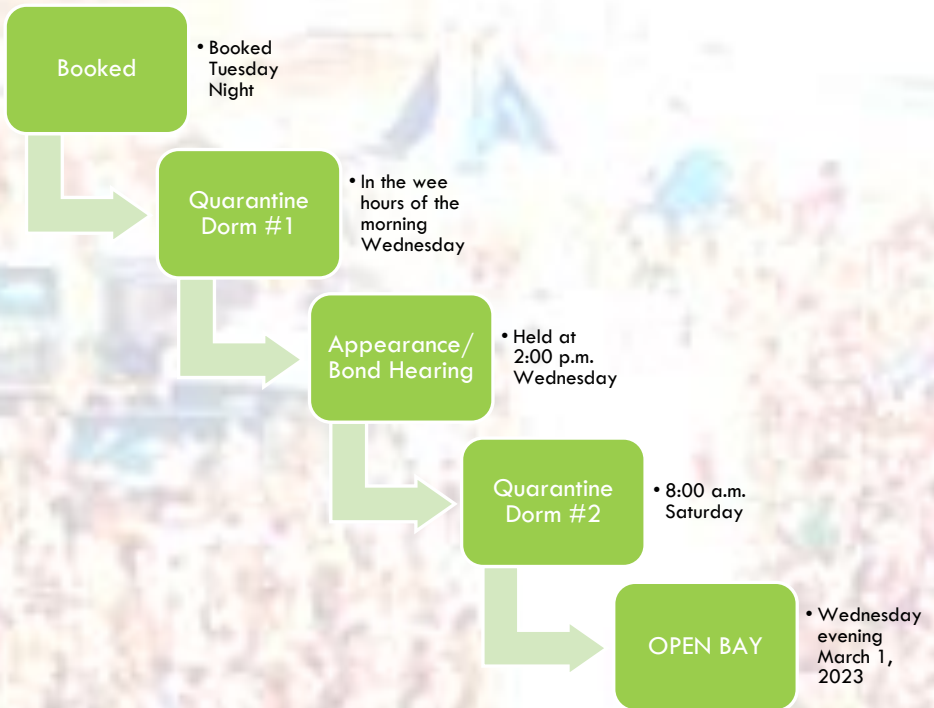 Booked
• Booked
Tuesday
Night
Quarantine
Dorm #1
• In the wee
hours of the
morning
Wednesday
Appearance/
Bond Hearing
• Held at
2:00 p.m.
Wednesday
Quarantine
Dorm #2
• 8:00 a.m.
Saturday
OPEN BAY
• Wednesday
evening
March 1,
2023